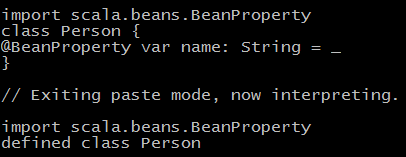 import scala.beans.BeanProperty
class Person {
@BeanProperty var name: String = _
}
// Exiting paste mode, now interpreting.
import scala.beans.BeanProperty
defined class Person